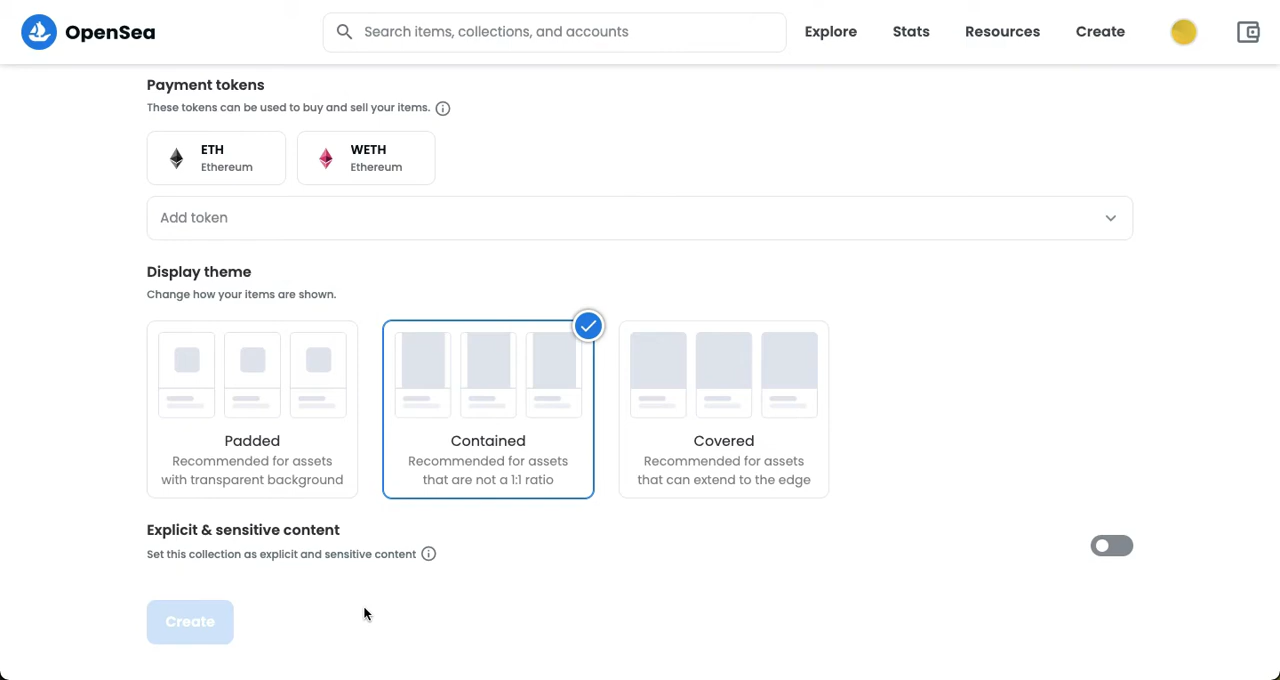 OpenSea
Search items, collections, and accounts
Explore
Stats
Resources
Create
Payment tokens
These tokens can be used to buy and sell your items.
ETH
Ethereum
WETH
Ethereum
Add token
Display theme
Change how your items are shown.
Padded
Recommended for assets
with transparent background
Contained
Recommended for assets
that are not a 1:1 ratio
Covered
Recommended for assets
that can extend to the edge
Explicit & sensitive content
Set this collection as explicit and sensitive content
Create